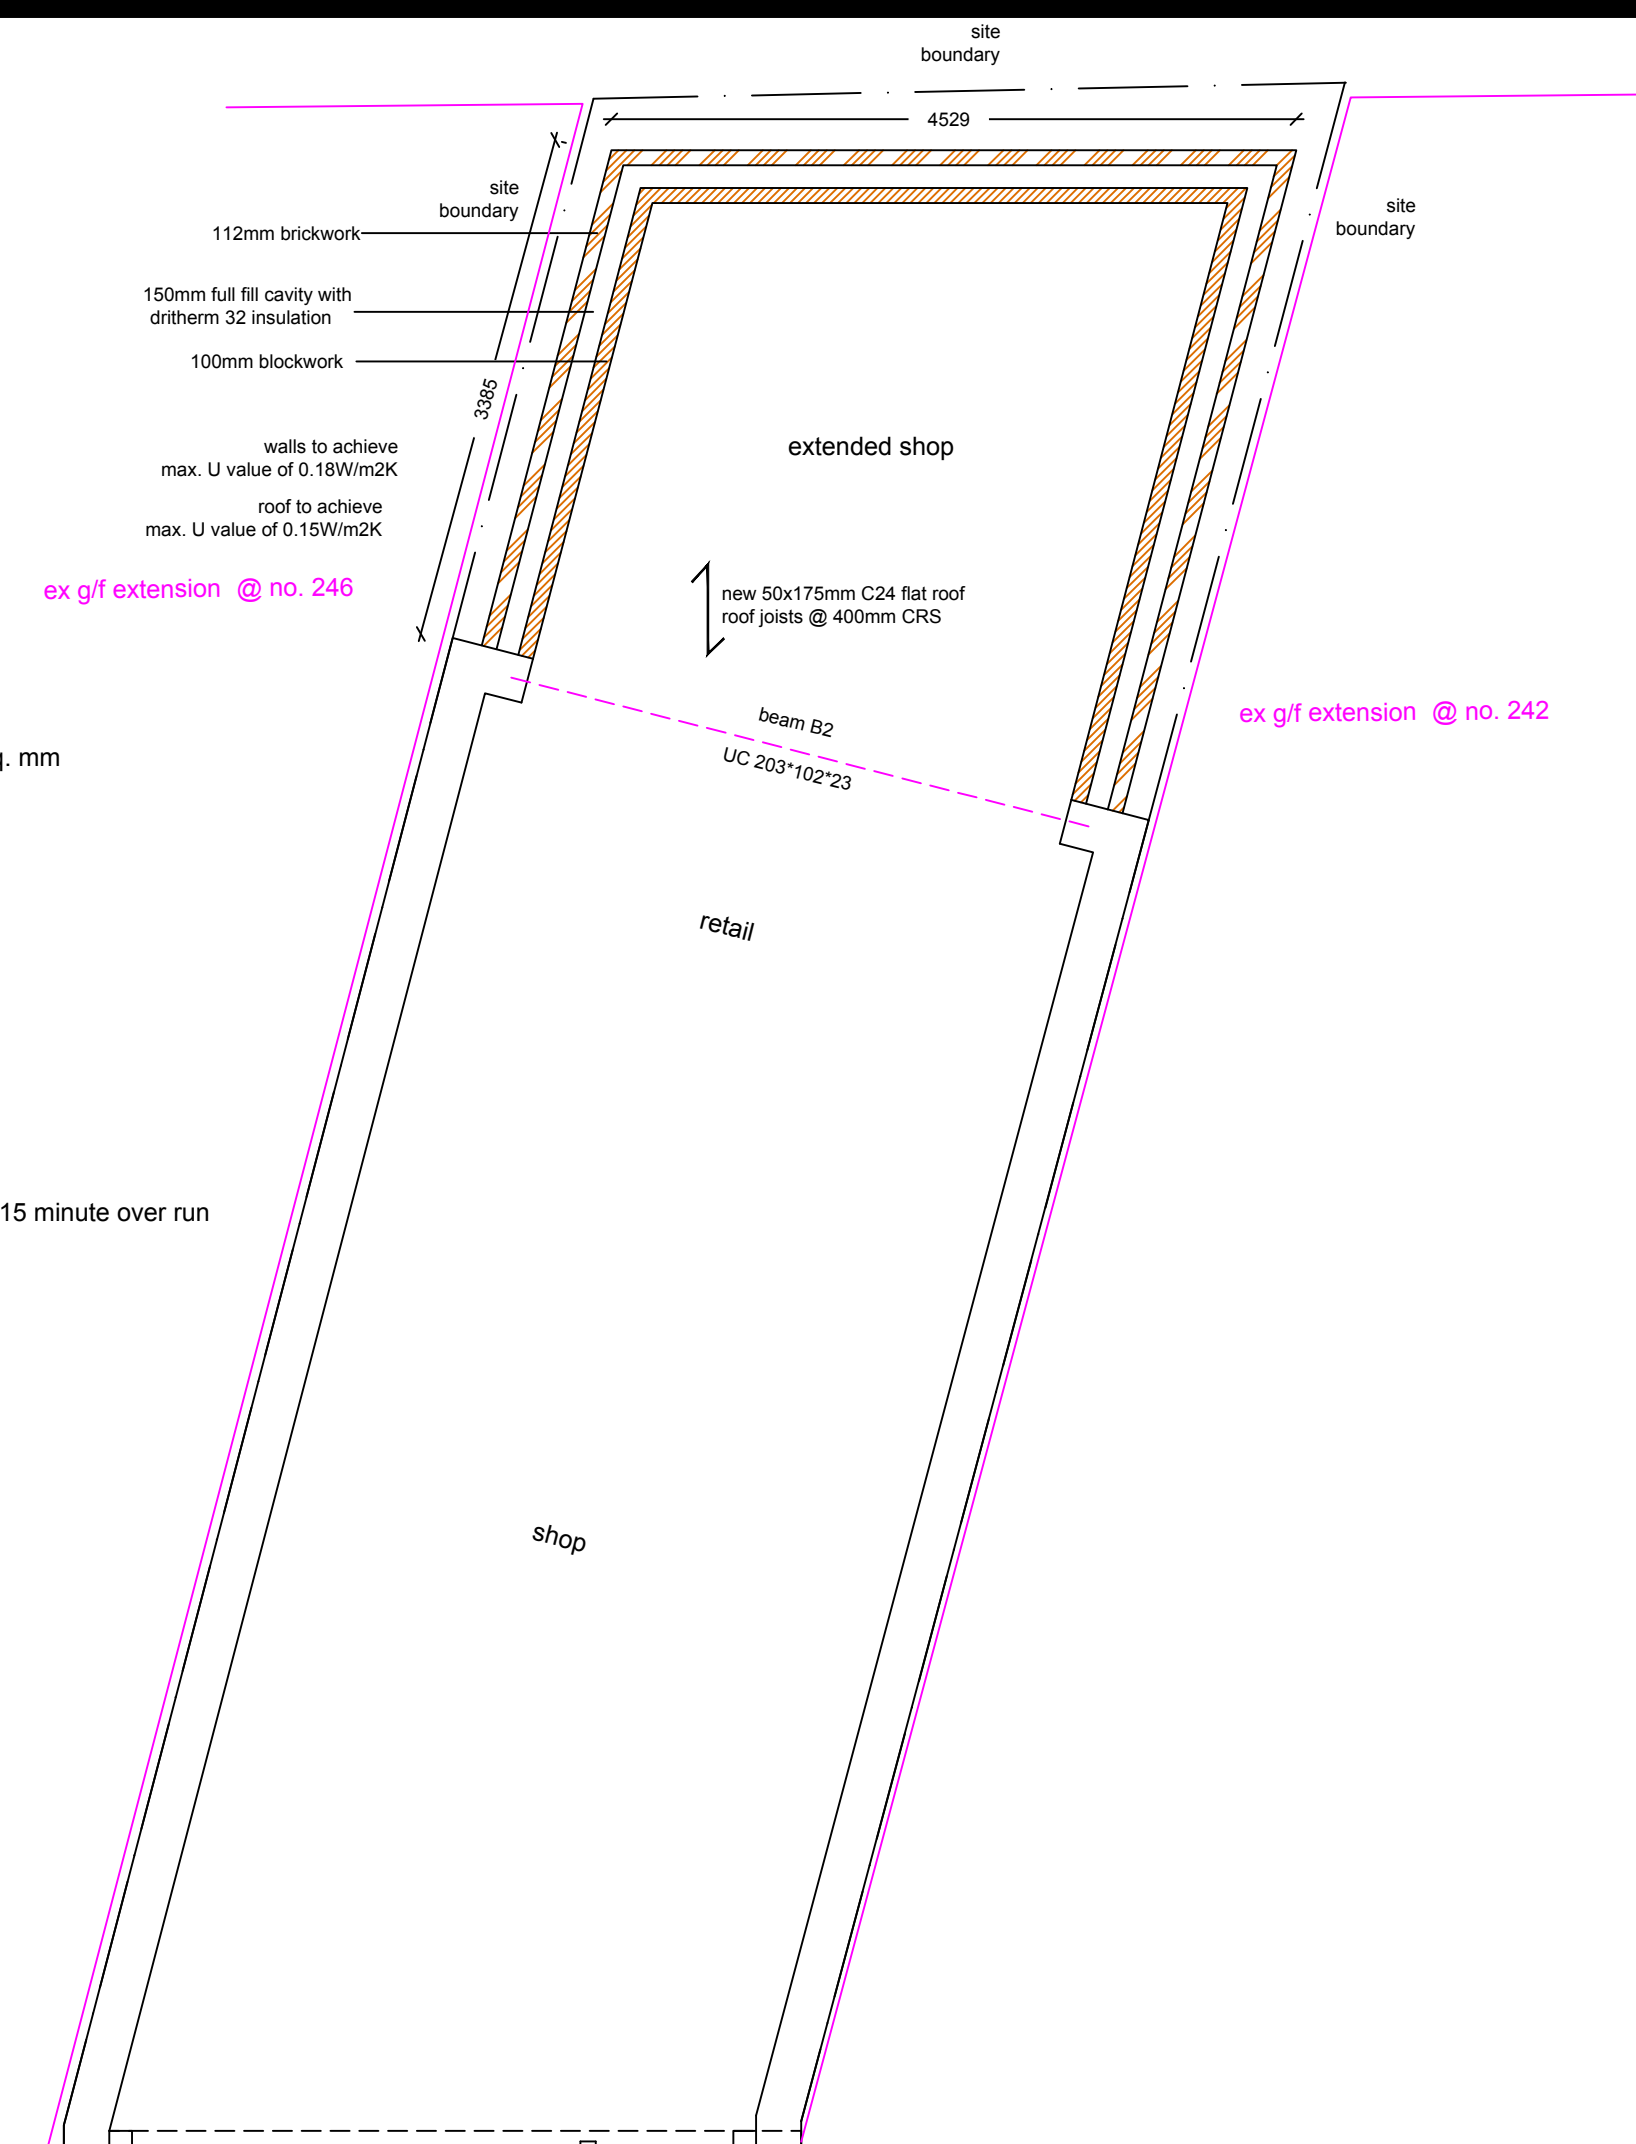 site
boundary
4529
site
boundary
112mm brickwork
site
boundary
150mm full fill cavity with
dritherm 32 insulation
100mm blockwork
3385
walls to achieve
max. U value of 0.18W/m2K
extended shop
roof to achieve
max. U value of 0.15W/m2K
ex g/f extension @ no. 246
new 50x175mm C24 flat roof
roof joists @ 400mm CRS
beam B2
UC 203*102*23
ex g/f extension @ no. 242
. mm
retail
15 minute over run
shop